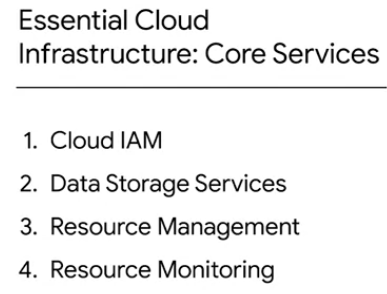 Essential Cloud
Infrastructure: Core Services
1. Cloud IAM
2. Data Storage Services
3. Resource Management
4. Resource Monitoring